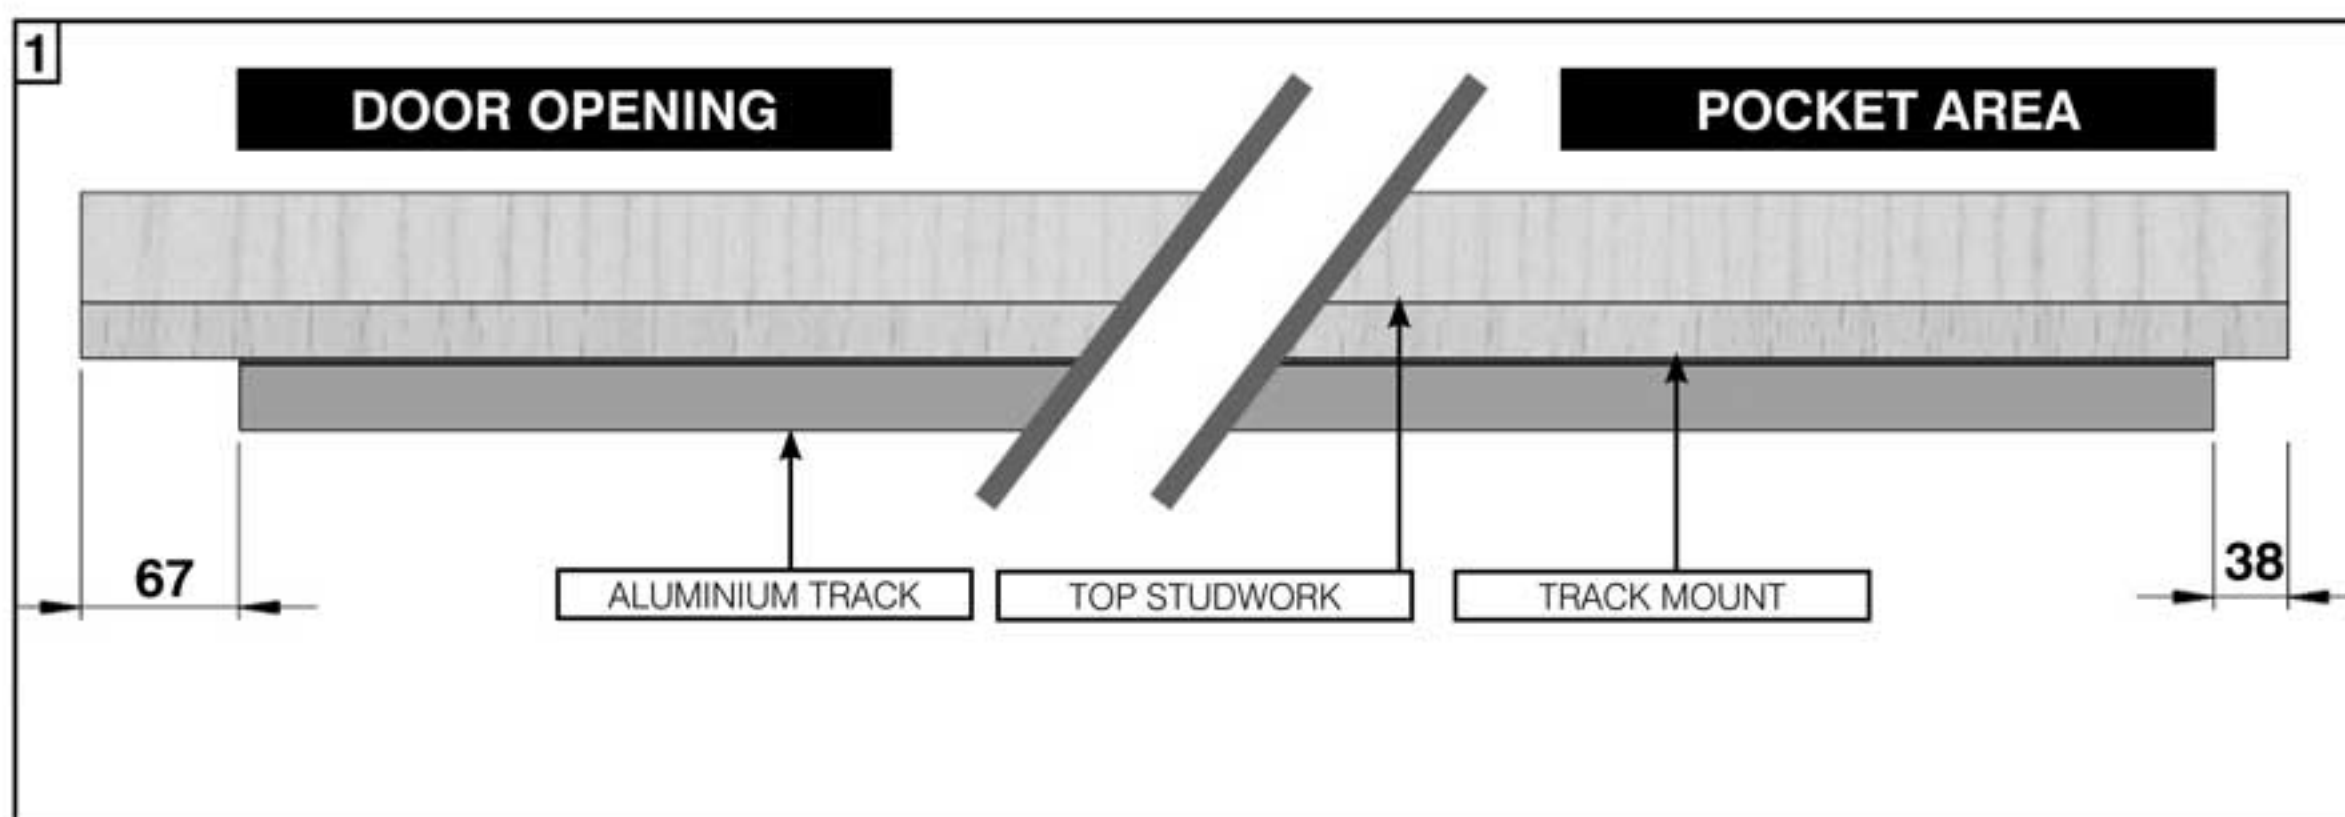 1
DOOR OPENING
POCKET AREA
67
ALUMINIUM TRACK
TOP STUDWORK
TRACK MOUNT
38